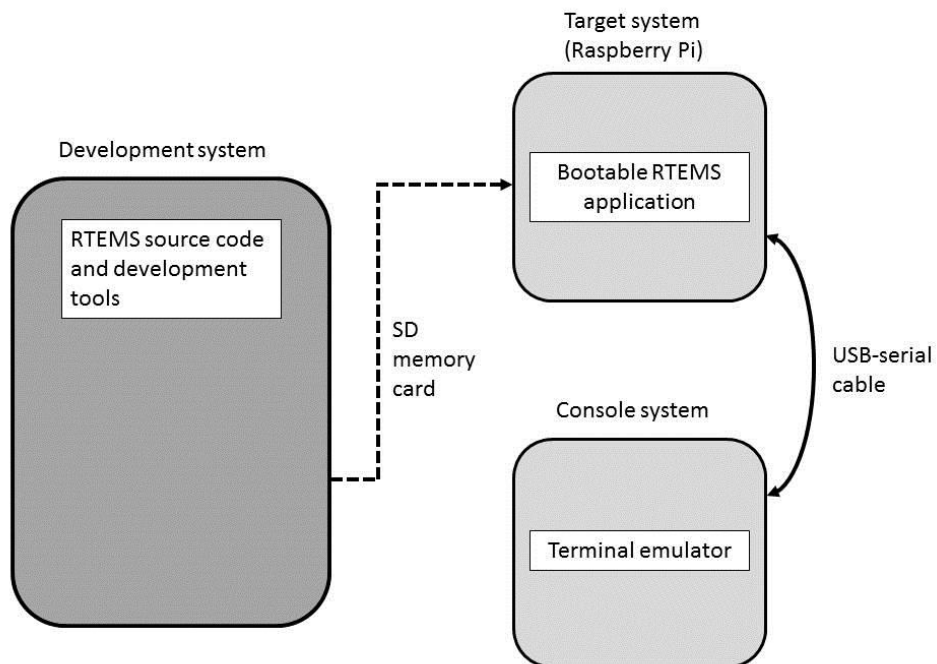 Target system
(Raspberry Pi)
Development system
Bootable RTEMS
application
RTEMS source code
and development
tools
SD
memory
card
USB-serial
cable
Console system
Terminal emulator